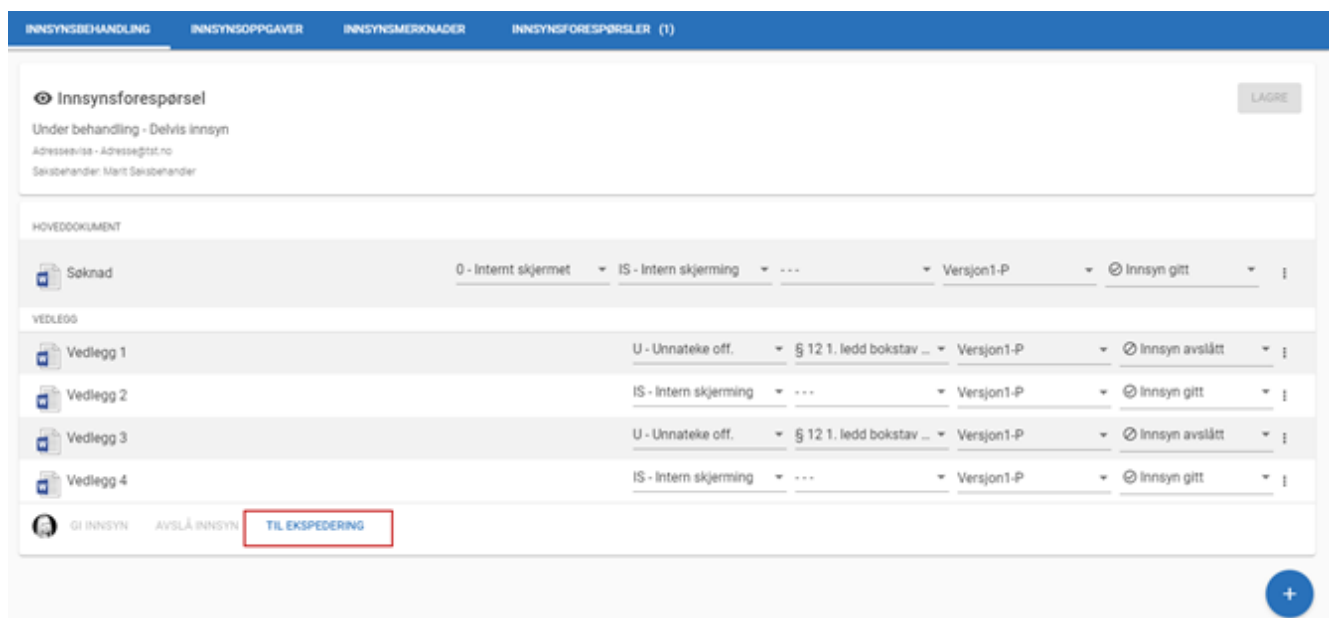 INNSYNSBEHANDLING INNSYNSOPPGAVER INNSYNSMERKNADER INNSYNSFORESPØRSLER (1)
Innsynsforespørsel
LAGRE
Under behandling - Delvis innsyn
Adresseavisa - Adresse@tst.no
Saksbehandler: Marit Saksbehandler
HOVEDDOKUMENT
Søknad 0 - Internt skjermet IS - Intern skjerming - - - Versjon1-P Innsyn gitt
VEDLEGG
Vedlegg 1 U - Unnateke off. § 12 1. ledd bokstav ... Versjon1-P Innsyn avslått
Vedlegg 2 IS - Intern skjerming - - - Versjon1-P Innsyn gitt
Vedlegg 3 U - Unnateke off. § 12 1. ledd bokstav ... Versjon1-P Innsyn avslått
Vedlegg 4 IS - Intern skjerming - - - Versjon1-P Innsyn gitt
GI INNSYN AVSLÅ INNSYN TIL EKSPEDERING